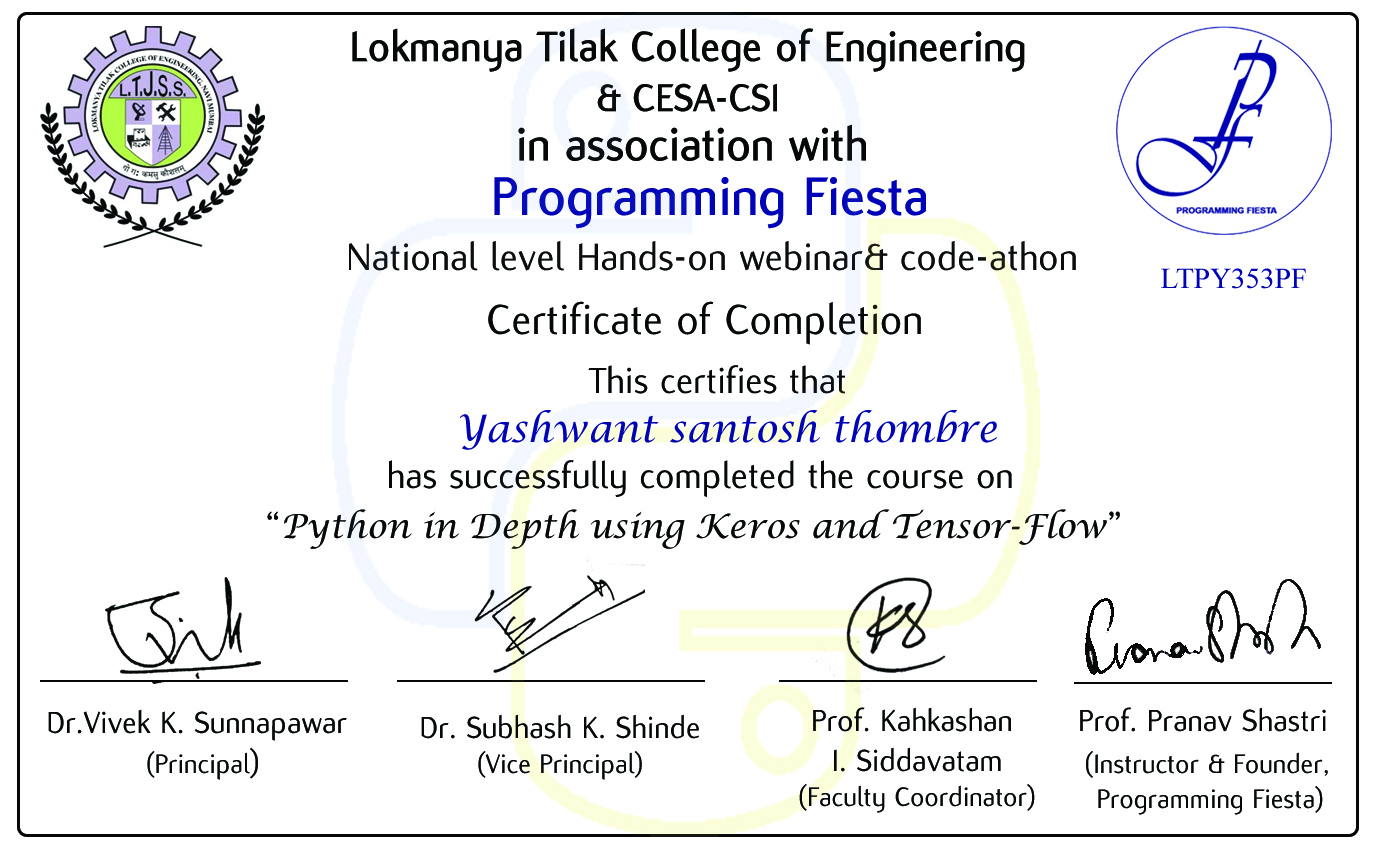 LOKMANYA TILAK COLLEGE OF ENGINEERING, NAVI MUMBAI
L.T.J.S.S.
Lokmanya Tilak College of Engineering
& CESA-CSI
in association with
Programming Fiesta
PROGRAMMING FIESTA
National level Hands-on webinar& code-athon
LTPY353PF
Certificate of Completion
This certifies that
Yashwant santosh thombre
has successfully completed the course on
“Python in Depth using Keros and Tensor-Flow”
Dr.Vivek K. Sunnapawar
(Principal)
Dr. Subhash K. Shinde
(Vice Principal)
Prof. Kahkashan
I. Siddavatam
(Faculty Coordinator)
Prof. Pranav Shastri
(Instructor & Founder,
Programming Fiesta)